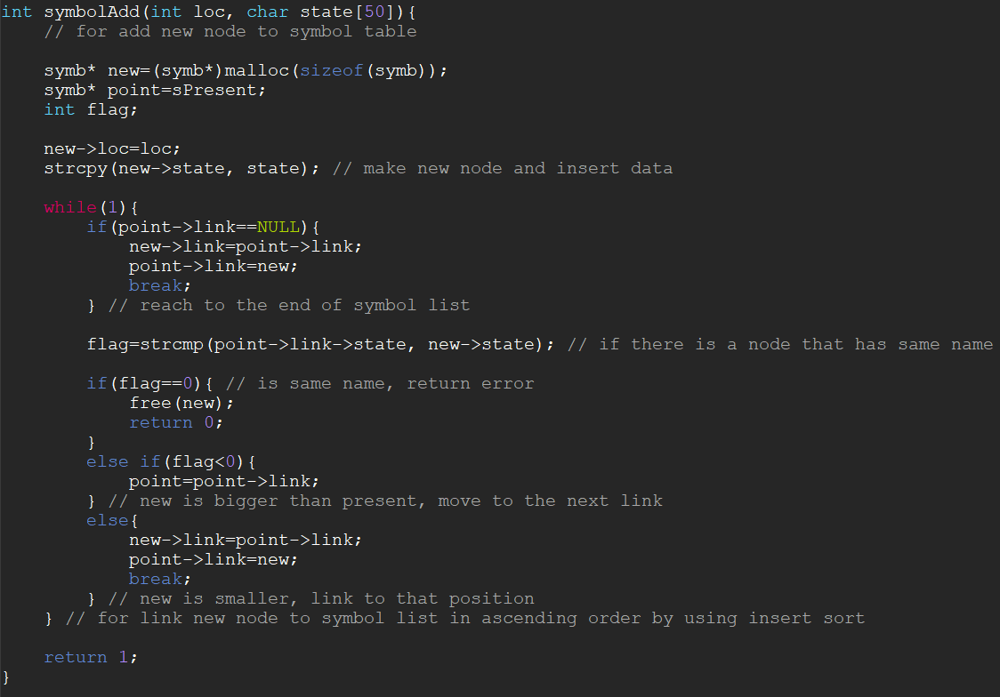 int symbolAdd(int loc, char state[50]){
    // for add new node to symbol table

    symb* new=(symb*)malloc(sizeof(symb));
    symb* point=sPresent;
    int flag;

    new->loc=loc;
    strcpy(new->state, state); // make new node and insert data

    while(1){
        if(point->link==NULL){
            new->link=point->link;
            point->link=new;
            break;
        } // reach to the end of symbol list

        flag=strcmp(point->link->state, new->state); // if there is a node that has same name

        if(flag==0){ // is same name, return error
            free(new);
            return 0;
        }
        else if(flag<0){
            point=point->link;
        } // new is bigger than present, move to the next link
        else{
            new->link=point->link;
            point->link=new;
            break;
        } // new is smaller, link to that position
    } // for link new node to symbol list in ascending order by using insert sort

    return 1;
}